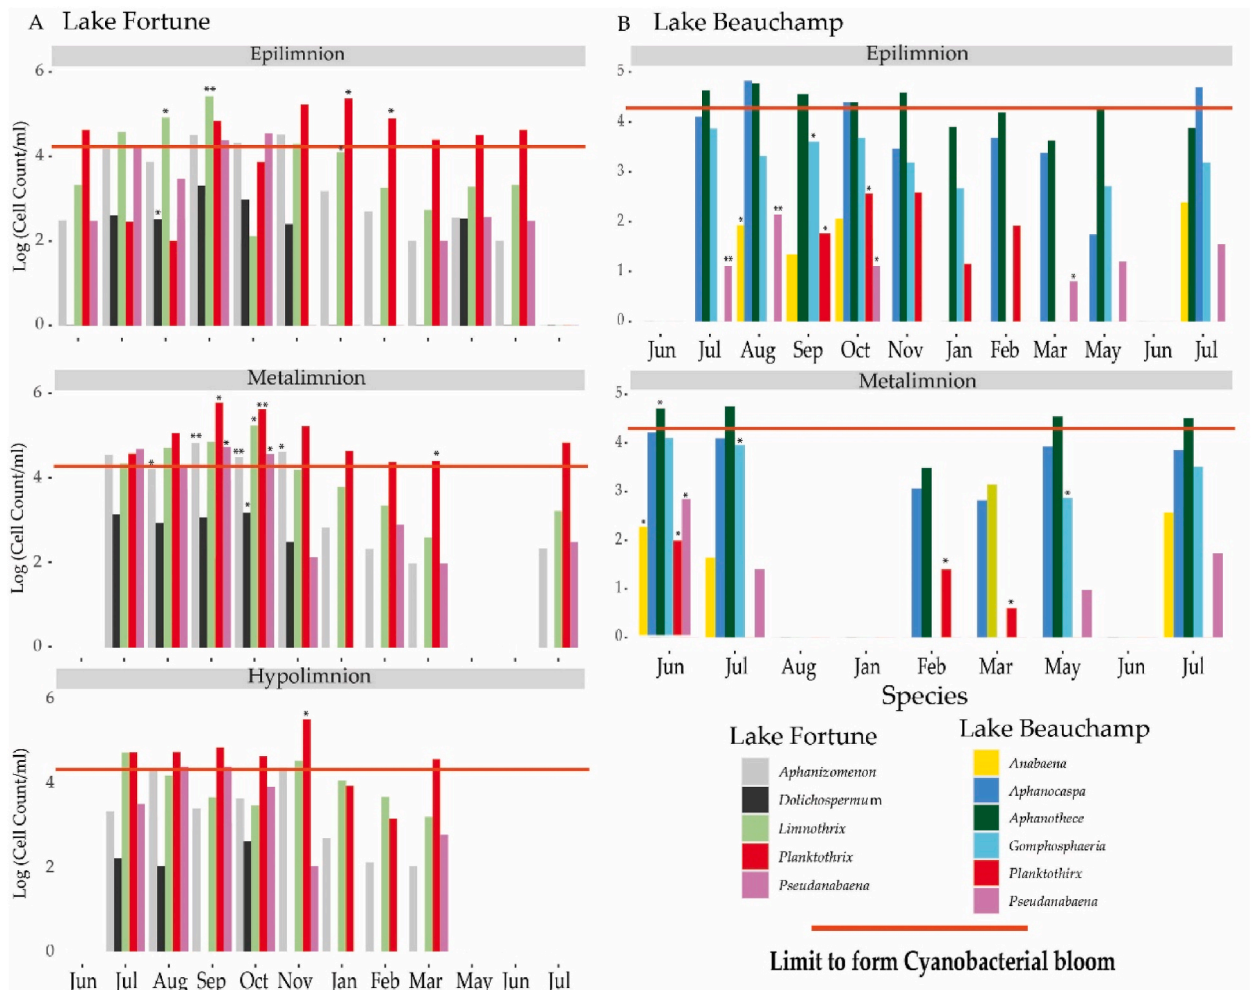 A Lake Fortune
Epilimnion
Log (Cell Count/ml)
6
4
2
0
* ** * * * *
Metalimnion
Log (Cell Count/ml)
6
4
2
0
* ** * * ** * ** * * * *
Hypolimnion
Log (Cell Count/ml)
6
4
2
0
*
Jun Jul Aug Sep Oct Nov Jan Feb Mar May Jun Jul
B Lake Beauchamp
Epilimnion
5
4
3
2
1
0
** * ** * * * * *
Jun Jul Aug Sep Oct Nov Jan Feb Mar May Jun Jul
Metalimnion
5
4
3
2
1
0
* * * * * * * *
Jun Jul Aug Jan Feb Mar May Jun Jul
Species
Lake Fortune
Aphanizomenon
Dolichospermum
Limnothrix
Planktothrix
Pseudanabaena
Lake Beauchamp
Anabaena
Aphanocaspa
Aphanothece
Gomphosphaeria
Planktothirx
Pseudanabaena
Limit to form Cyanobacterial bloom